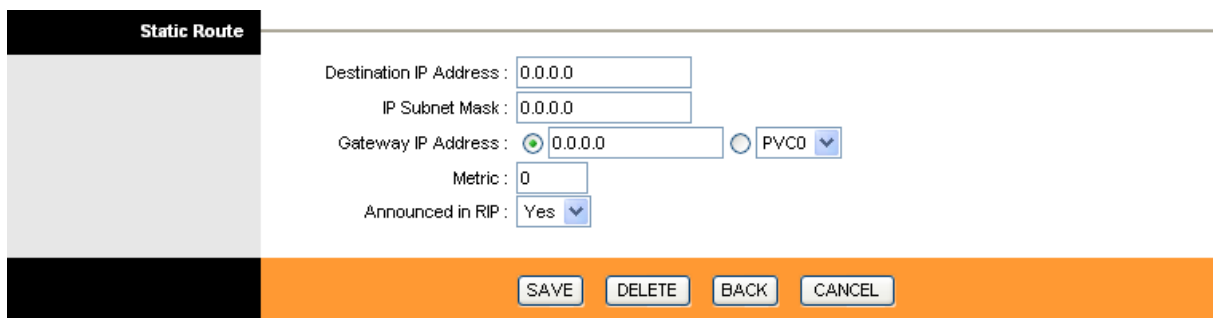 Static Route
Destination IP Address : 0.0.0.0
IP Subnet Mask : 0.0.0.0
Gateway IP Address : 0.0.0.0 PVC0
Metric : 0
Announced in RIP : Yes
SAVE DELETE BACK CANCEL